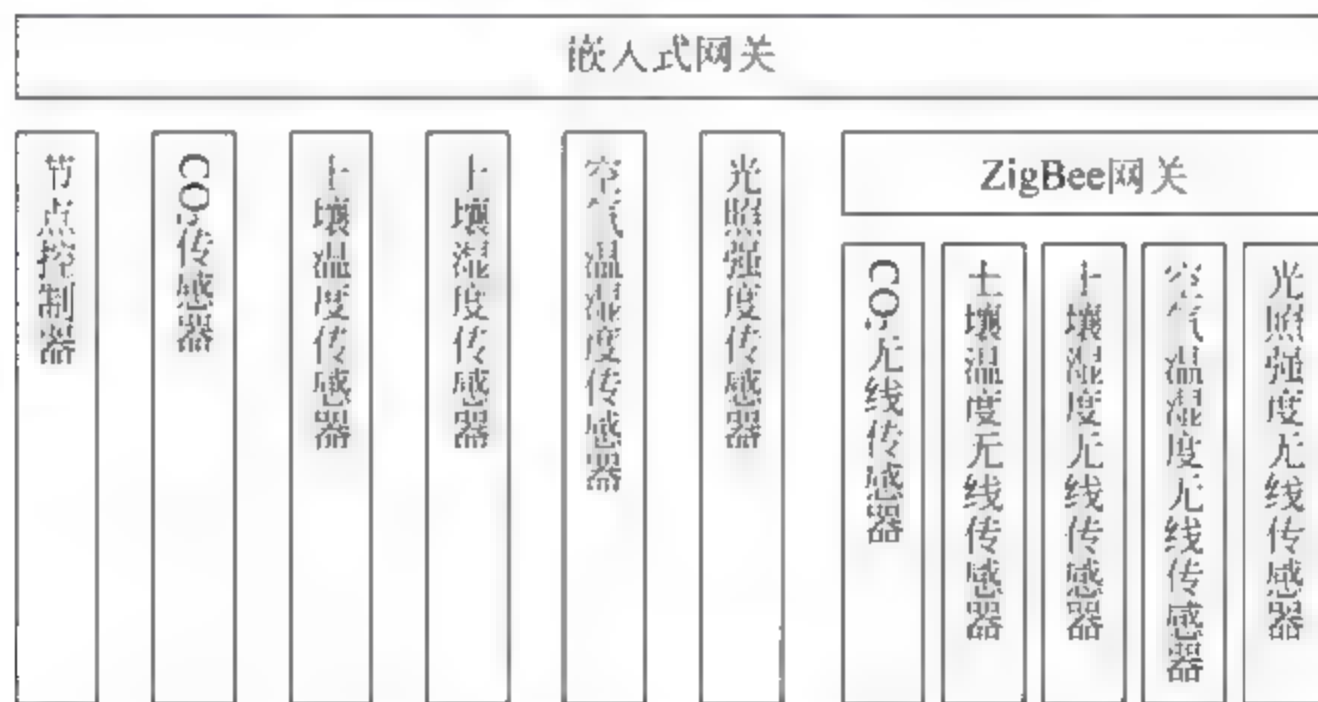 嵌入式网关
节点控制器
CO₂传感器
土壤温度传感器
土壤湿度传感器
空气温湿度传感器
光照强度传感器
ZigBee网关
CO₂无线传感器
土壤温度无线传感器
土壤湿度无线传感器
空气温湿度无线传感器
光照强度无线传感器